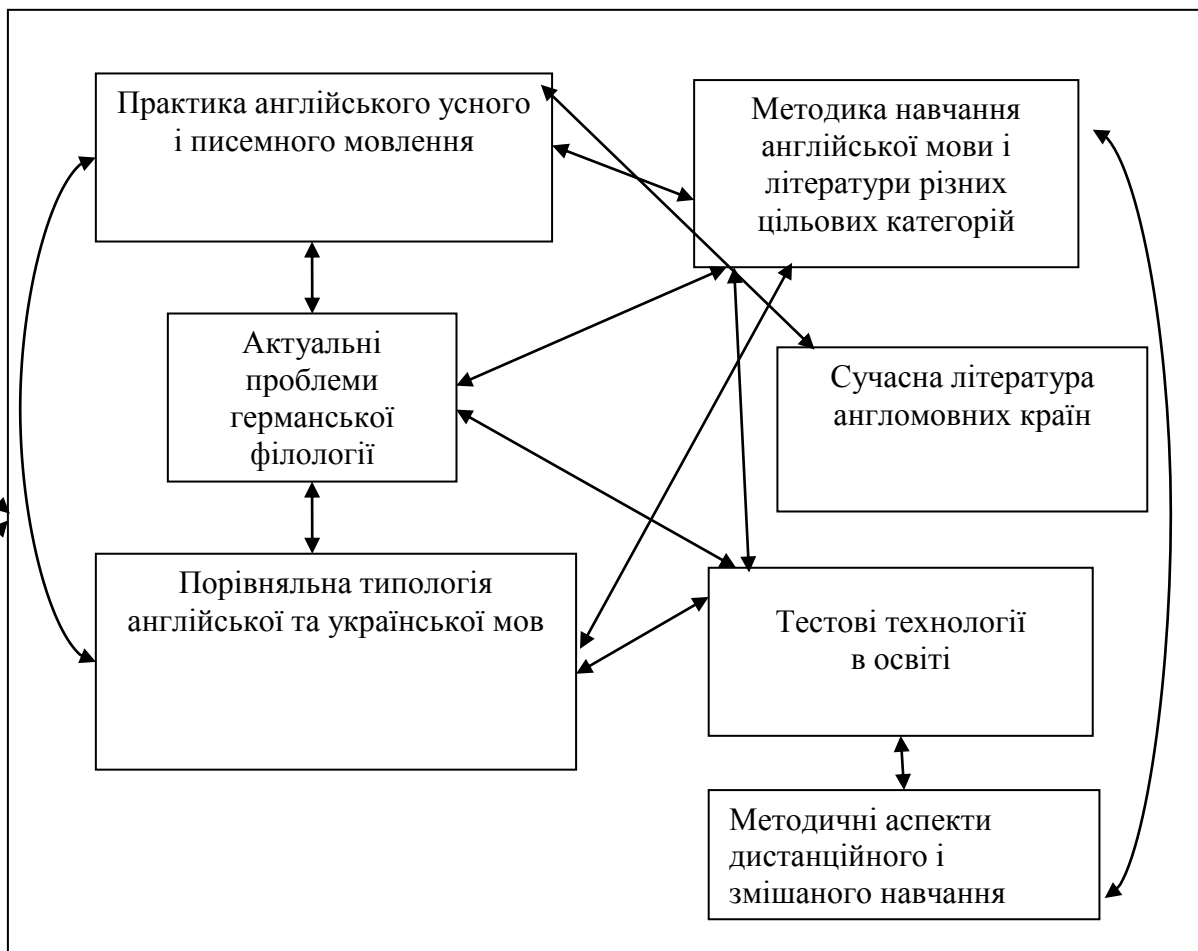 Практика англійського усного
і писемного мовлення
Методика навчання
англійської мови і
літератури різних
цільових категорій
Актуальні
проблеми
германської
філології
Сучасна література
англомовних країн
Порівняльна типологія
англійської та української мов
Тестові технології
в освіті
Методичні аспекти
дистанційного і
змішаного навчання